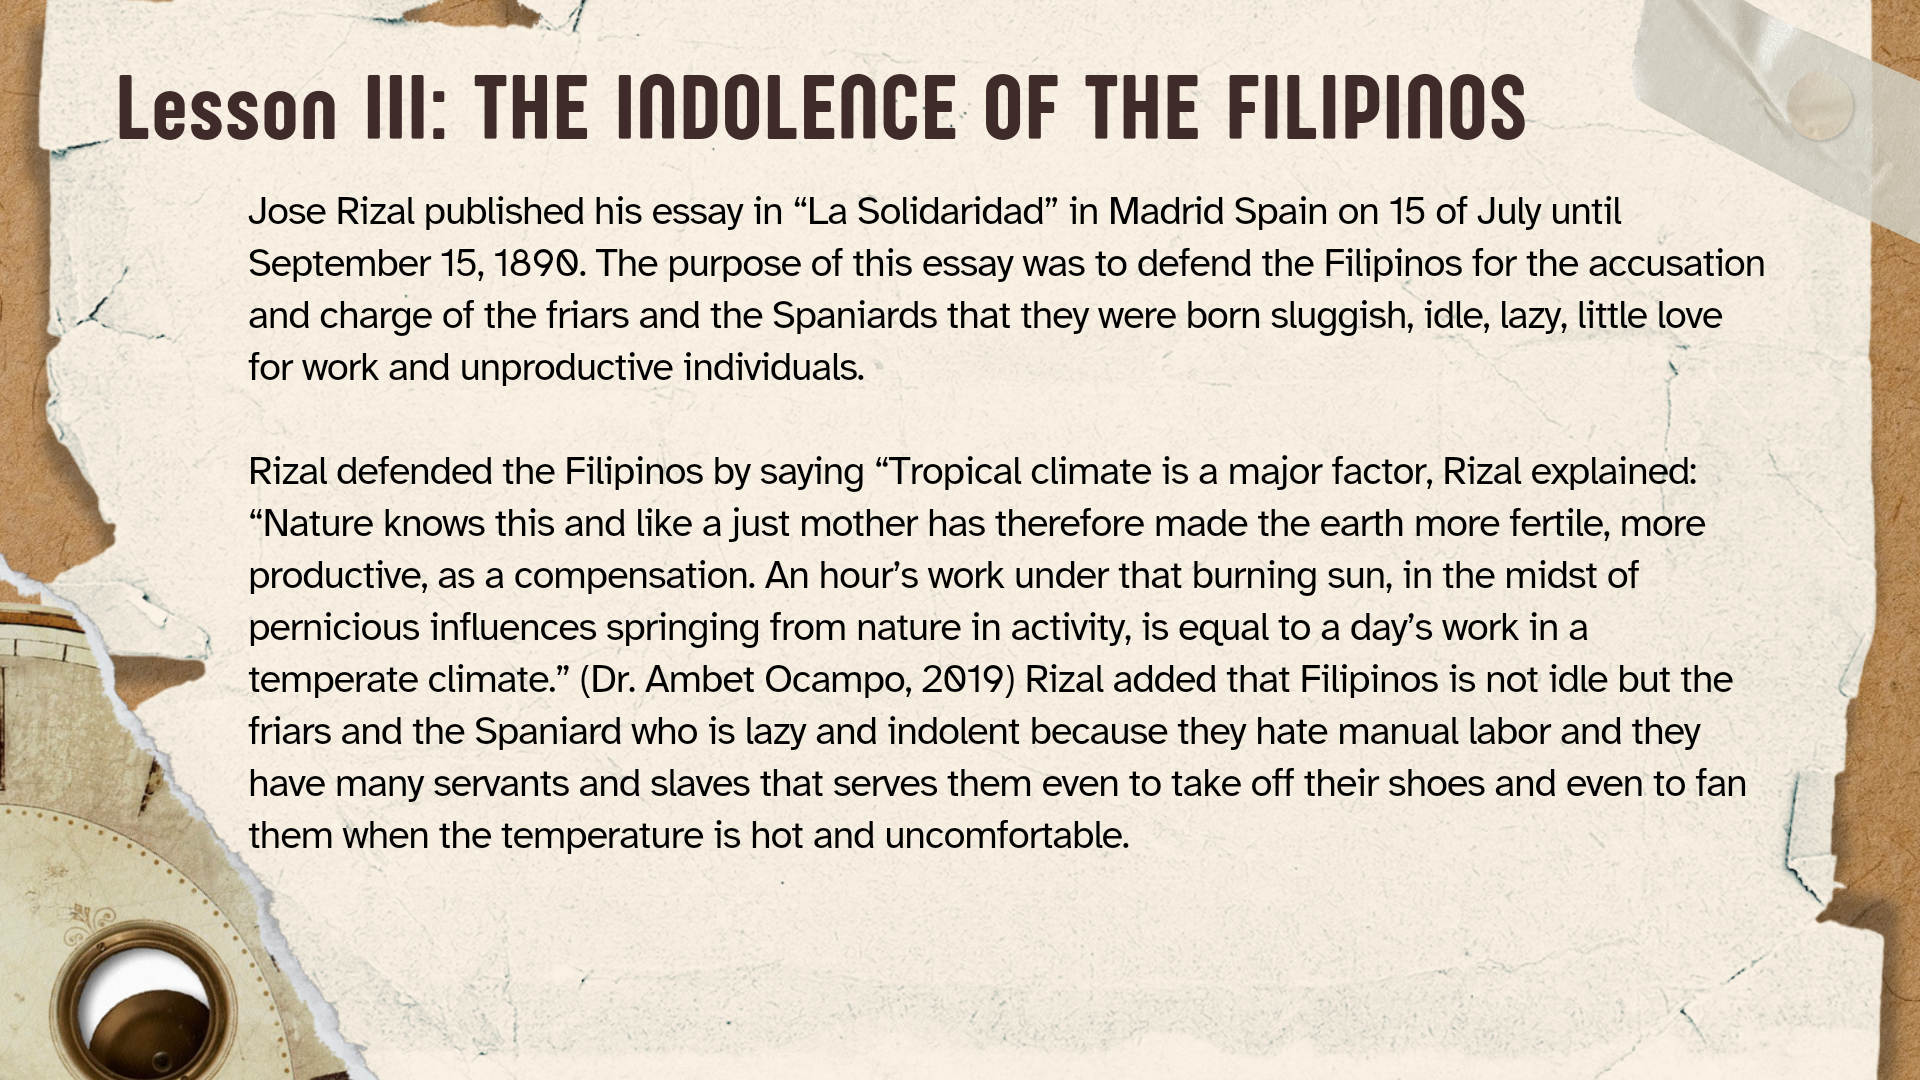 Lesson III: THE INDOLENCE OF THE FILIPINOS
Jose Rizal published his essay in “La Solidaridad” in Madrid Spain on 15 of July until
September 15, 1890. The purpose of this essay was to defend the Filipinos for the accusation
and charge of the friars and the Spaniards that they were born sluggish, idle, lazy, little love
for work and unproductive individuals.
Rizal defended the Filipinos by saying “Tropical climate is a major factor, Rizal explained:
“Nature knows this and like a just mother has therefore made the earth more fertile, more
productive, as a compensation. An hour’s work under that burning sun, in the midst of
pernicious influences springing from nature in activity, is equal to a day’s work in a
temperate climate.” (Dr. Ambet Ocampo, 2019) Rizal added that Filipinos is not idle but the
friars and the Spaniard who is lazy and indolent because they hate manual labor and they
have many servants and slaves that serves them even to take off their shoes and even to fan
them when the temperature is hot and uncomfortable.